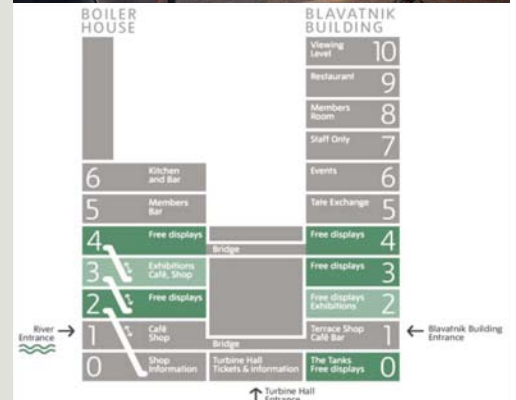 BOILER
HOUSE
BLAVATNIK
BUILDING
Viewing
Level
10
Restaurant
9
Members
Room
8
Staff Only
7
6
Kitchen
and Bar
Events
6
5
Members
Bar
Tate Exchange
5
4
Free displays
Bridge
Free displays
4
3
Exhibitions
Café, Shop
Free displays
3
2
Free displays
Free displays
Exhibitions
2
River
Entrance
1
Café
Shop
Bridge
Terrace Shop
Café Bar
1
Blavatnik Building
Entrance
0
Shop
Information
Turbine Hall
Tickets & information
The Tanks
Free displays
0
Turbine Hall
Entrance